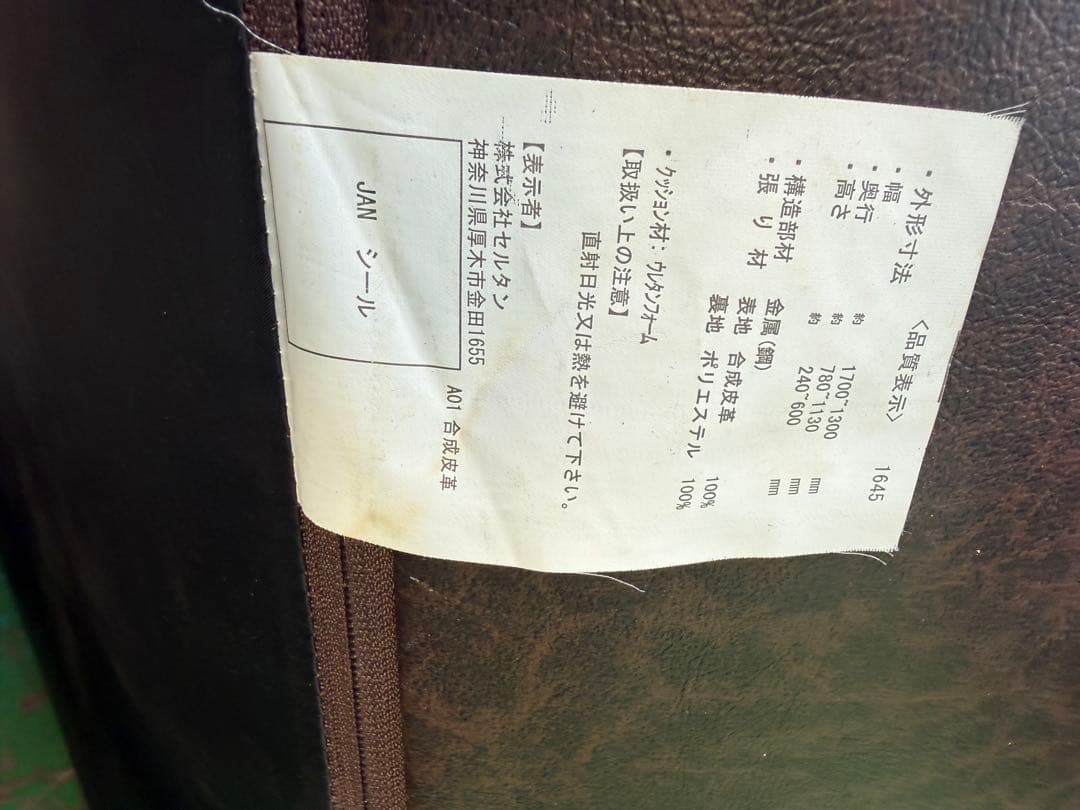 〈品質表示〉 1645
・外形寸法
・幅 約 1700~1300 mm
・奥行 約 780~1130 mm
・高さ 約 240~600 mm
・構造部材 金属(鋼)
・張り材 表地 合成皮革 100%
裏地 ポリエステル 100%
・クッション材:ウレタンフォーム
【取扱い上の注意】
直射日光又は熱を避けて下さい。
【表示者】
株式会社セルタン
神奈川県厚木市金田1655
A01 合成皮革
JAN シール